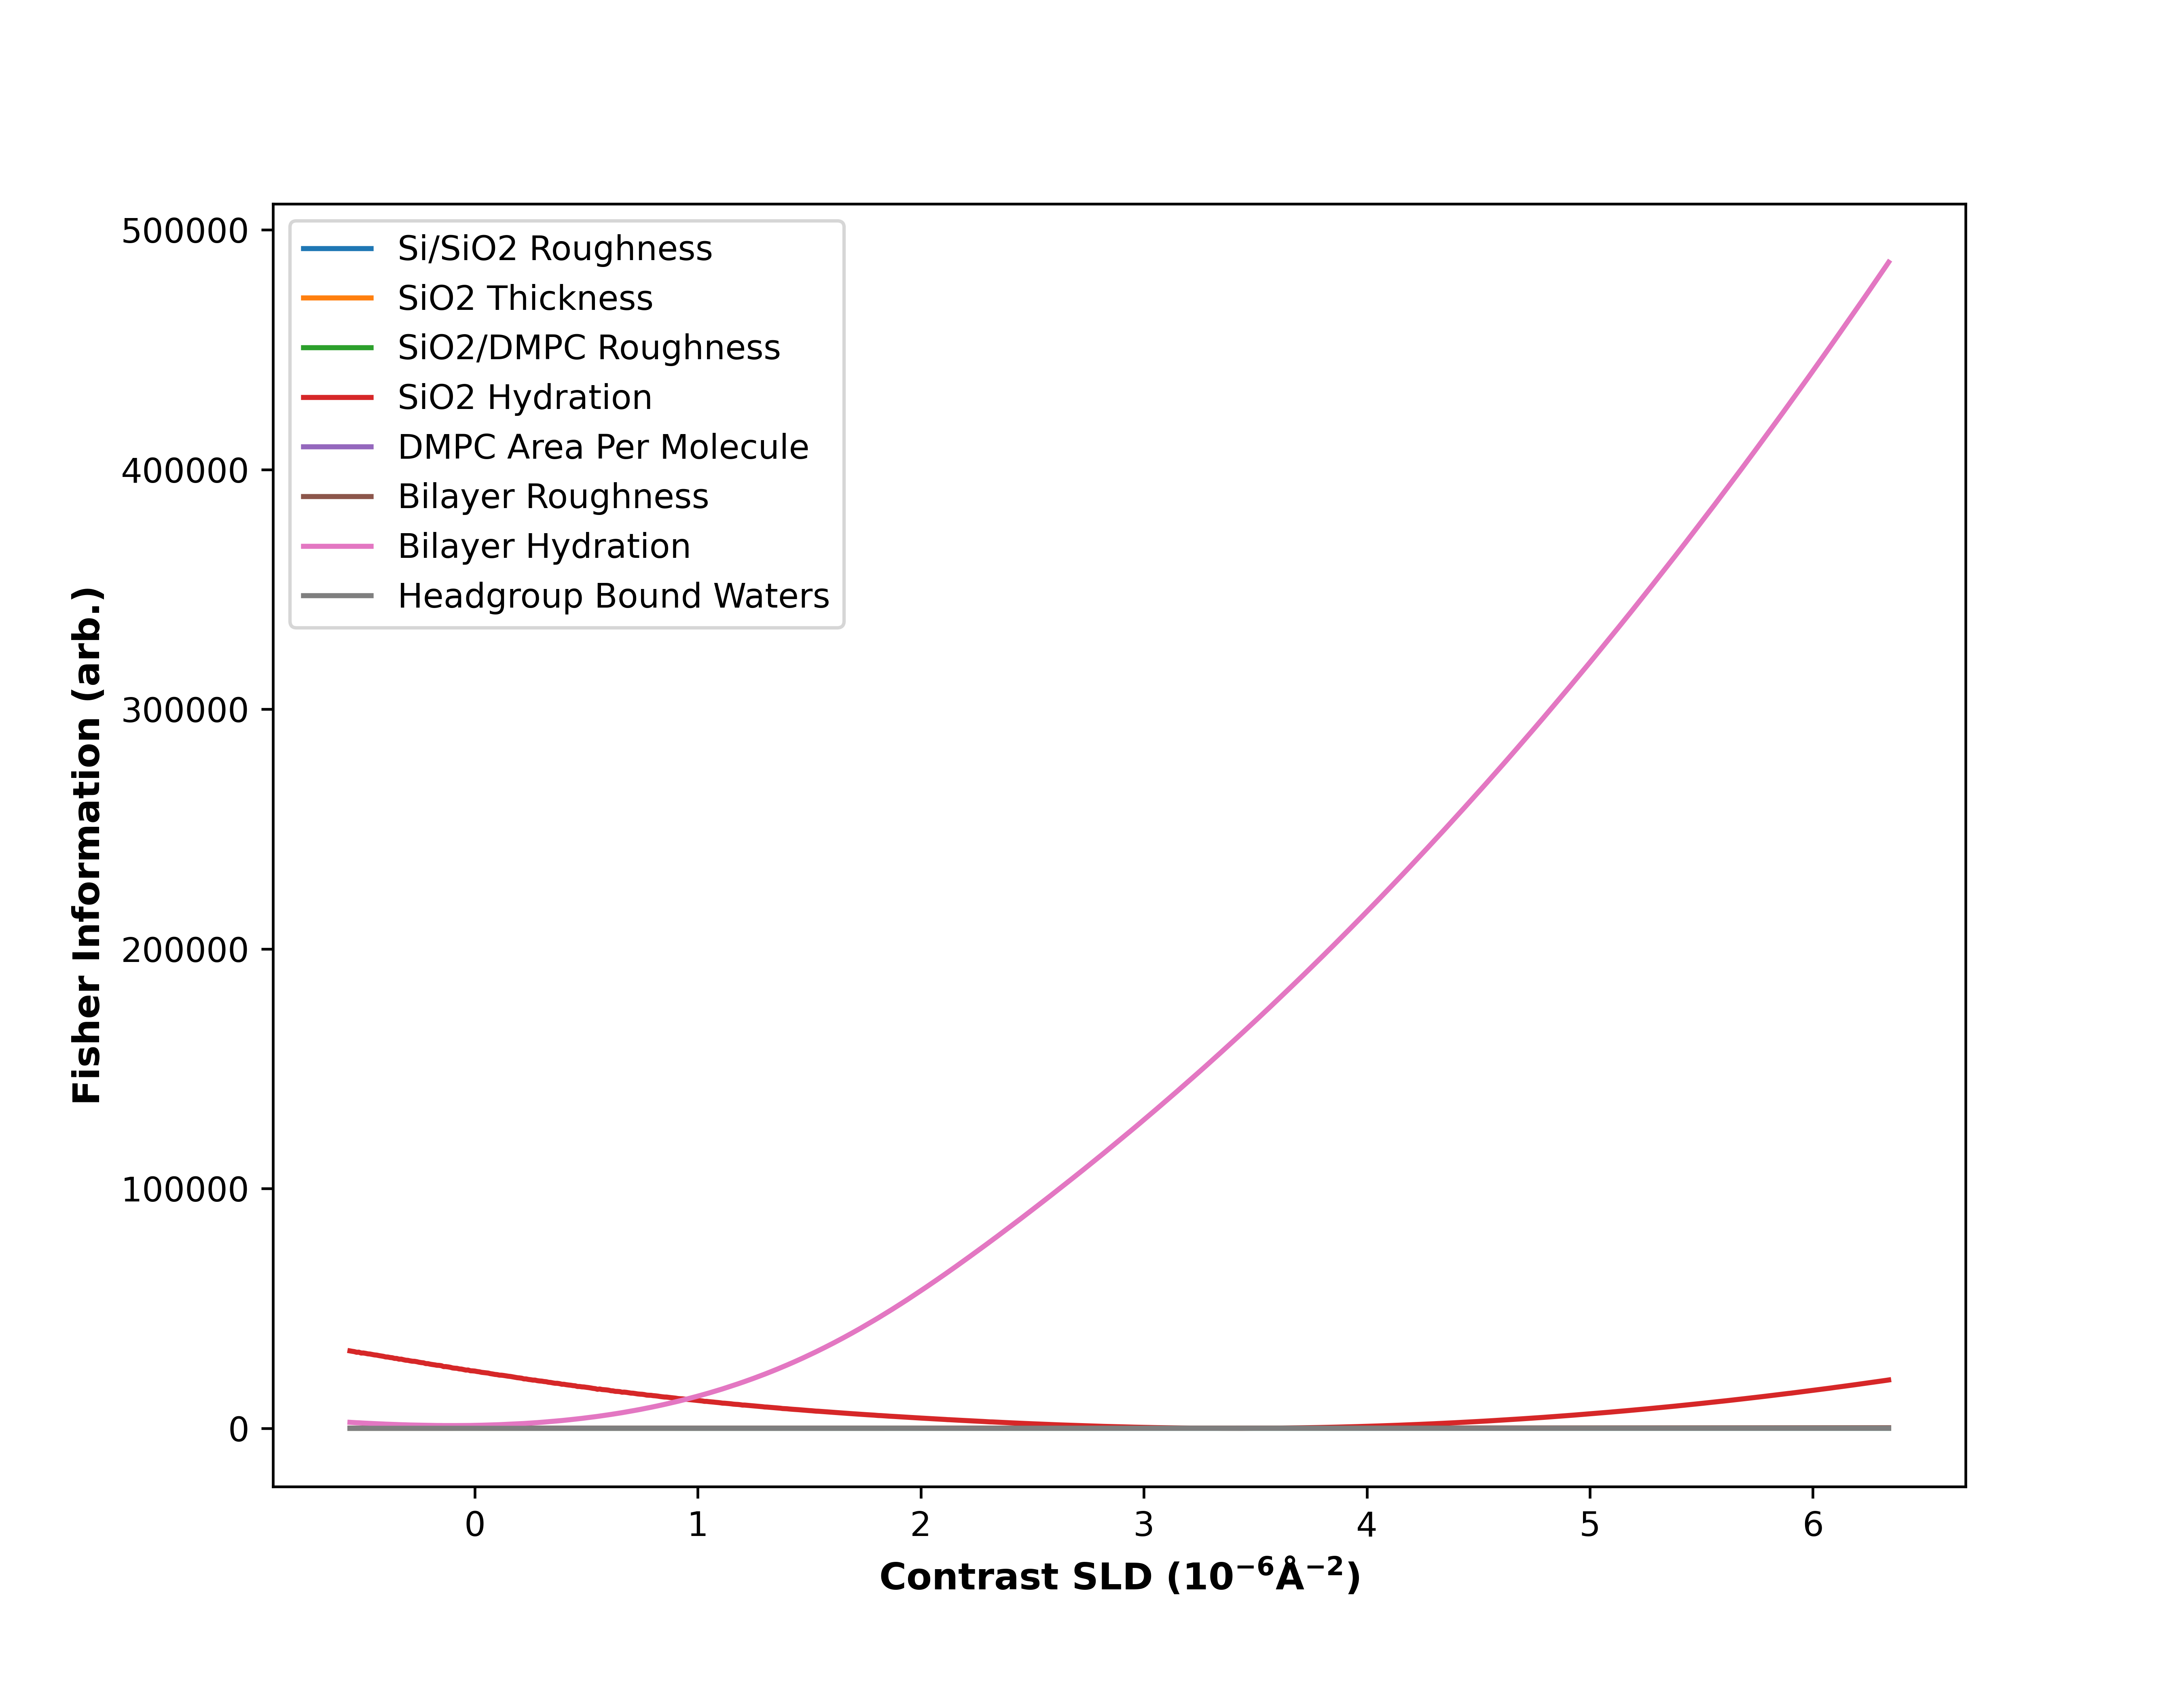 500000
400000
300000
200000
100000
0
Fisher Information (arb.)
Si/SiO2 Roughness
SiO2 Thickness
SiO2/DMPC Roughness
SiO2 Hydration
DMPC Area Per Molecule
Bilayer Roughness
Bilayer Hydration
Headgroup Bound Waters
0 1 2 3 4 5 6
Contrast SLD (10⁻⁶Å⁻²)